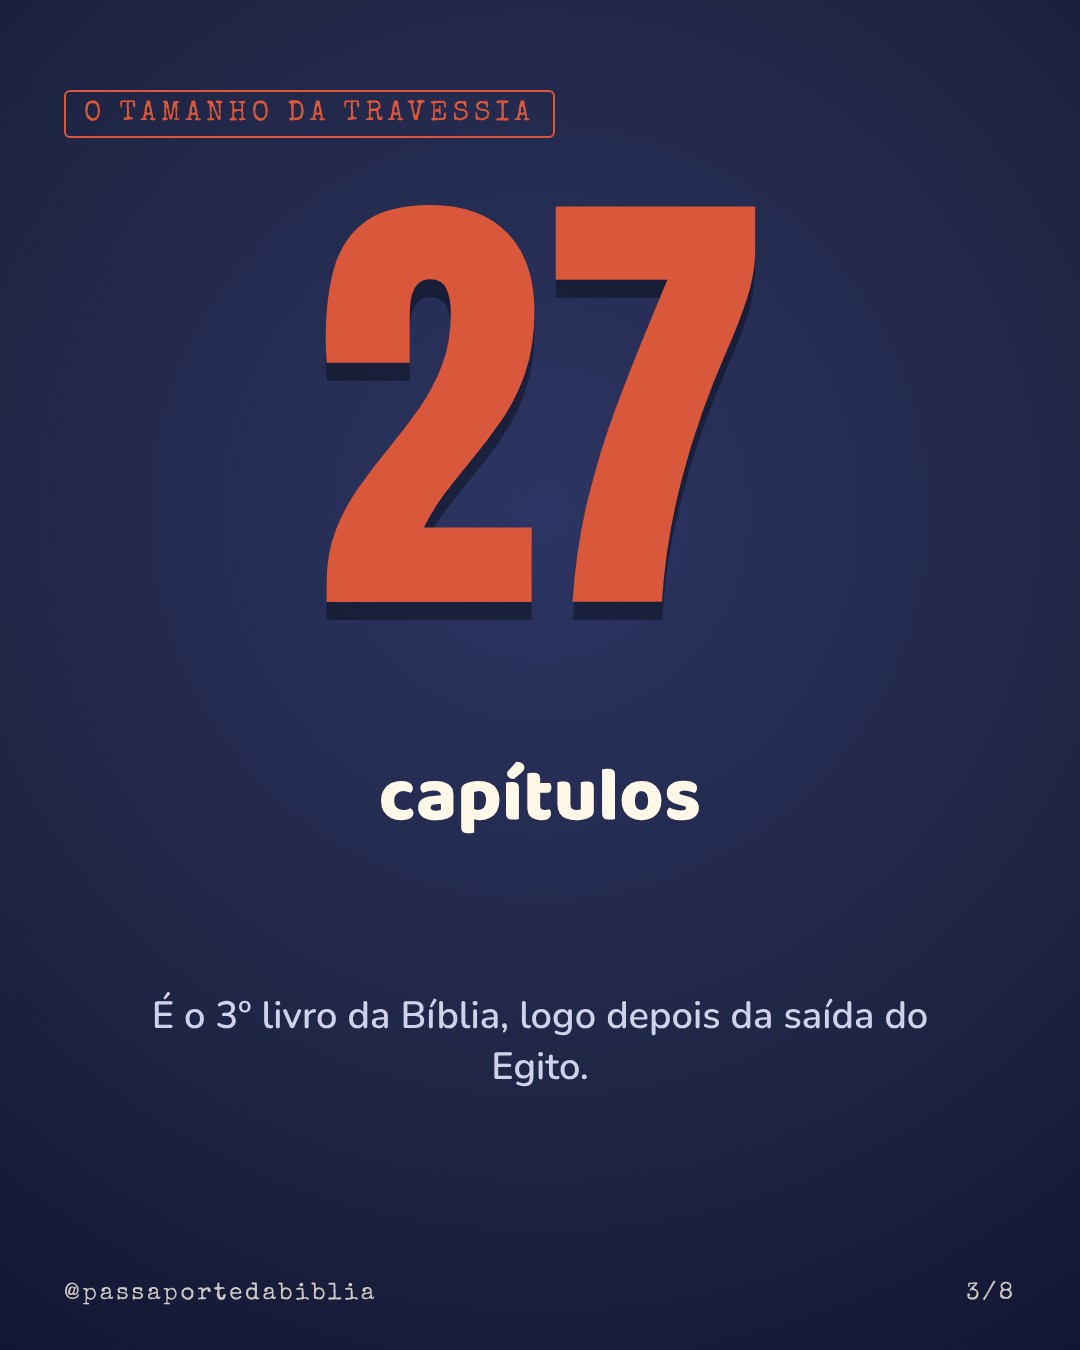 O TAMANHO DA TRAVESSIA
27
capítulos
É o 3º livro da Bíblia, logo depois da saída do
Egito.
@passaportedabiblia
3/8